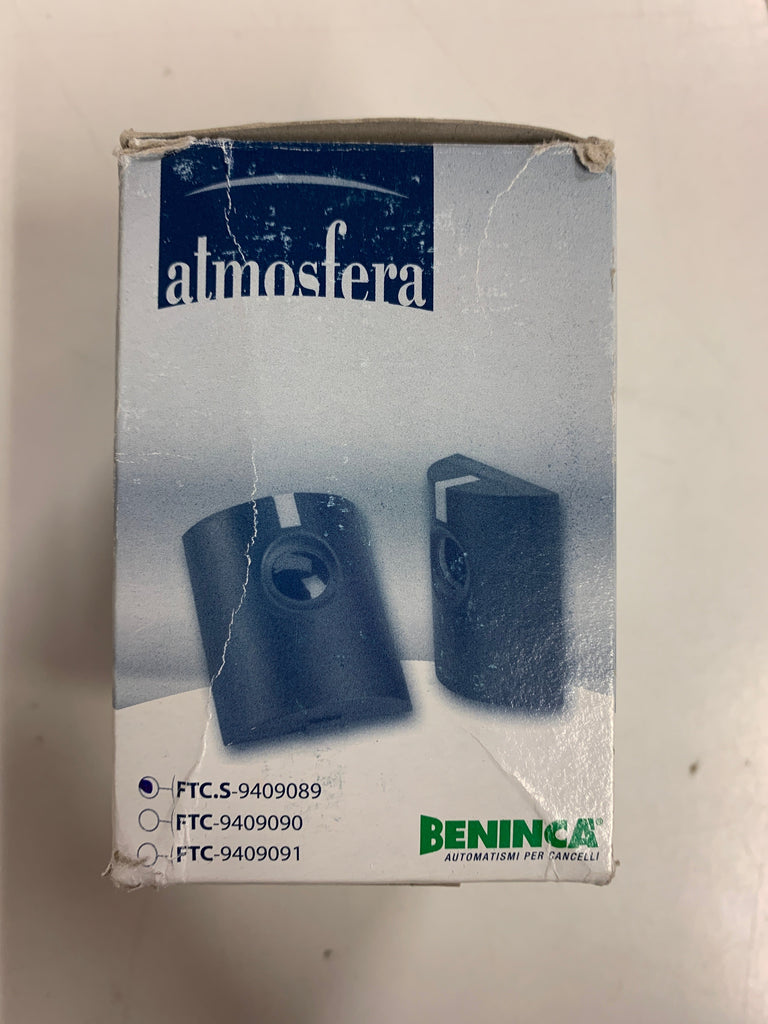 atmosfera
FTC.S-9409089
FTC-9409090
FTC-9409091
BENINCA®
AUTOMATISMI PER CANCELLI